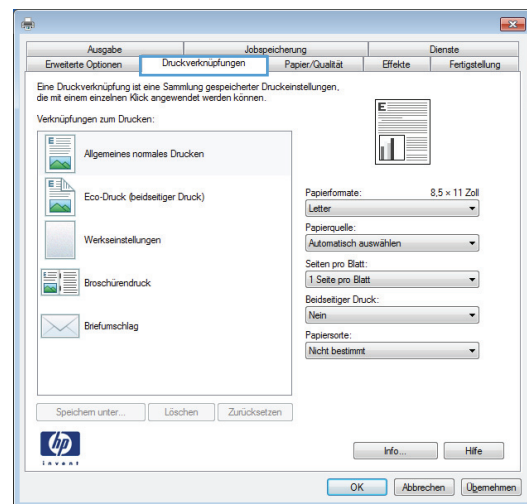 Ausgabe
Jobspeicherung
Dienste
Erweiterte Optionen
Druckverknüpfungen
Papier/Qualität
Effekte
Fertigstellung
Eine Druckverknüpfung ist eine Sammlung gespeicherter Druckeinstellungen,
die mit einem einzelnen Klick angewendet werden können.
Verknüpfungen zum Drucken:
Allgemeines normales Drucken
Eco-Druck (beidseitiger Druck)
Werkseinstellungen
Broschürendruck
Briefumschlag
E
E
E
E
Papierformate: 8,5 × 11 Zoll
Letter
Papierquelle:
Automatisch auswählen
Seiten pro Blatt:
1 Seite pro Blatt
Beidseitiger Druck:
Nein
Papiersorte:
Nicht bestimmt
Speichern unter...
Löschen
Zurücksetzen
hp
invent
Info...
Hilfe
OK
Abbrechen
Übernehmen